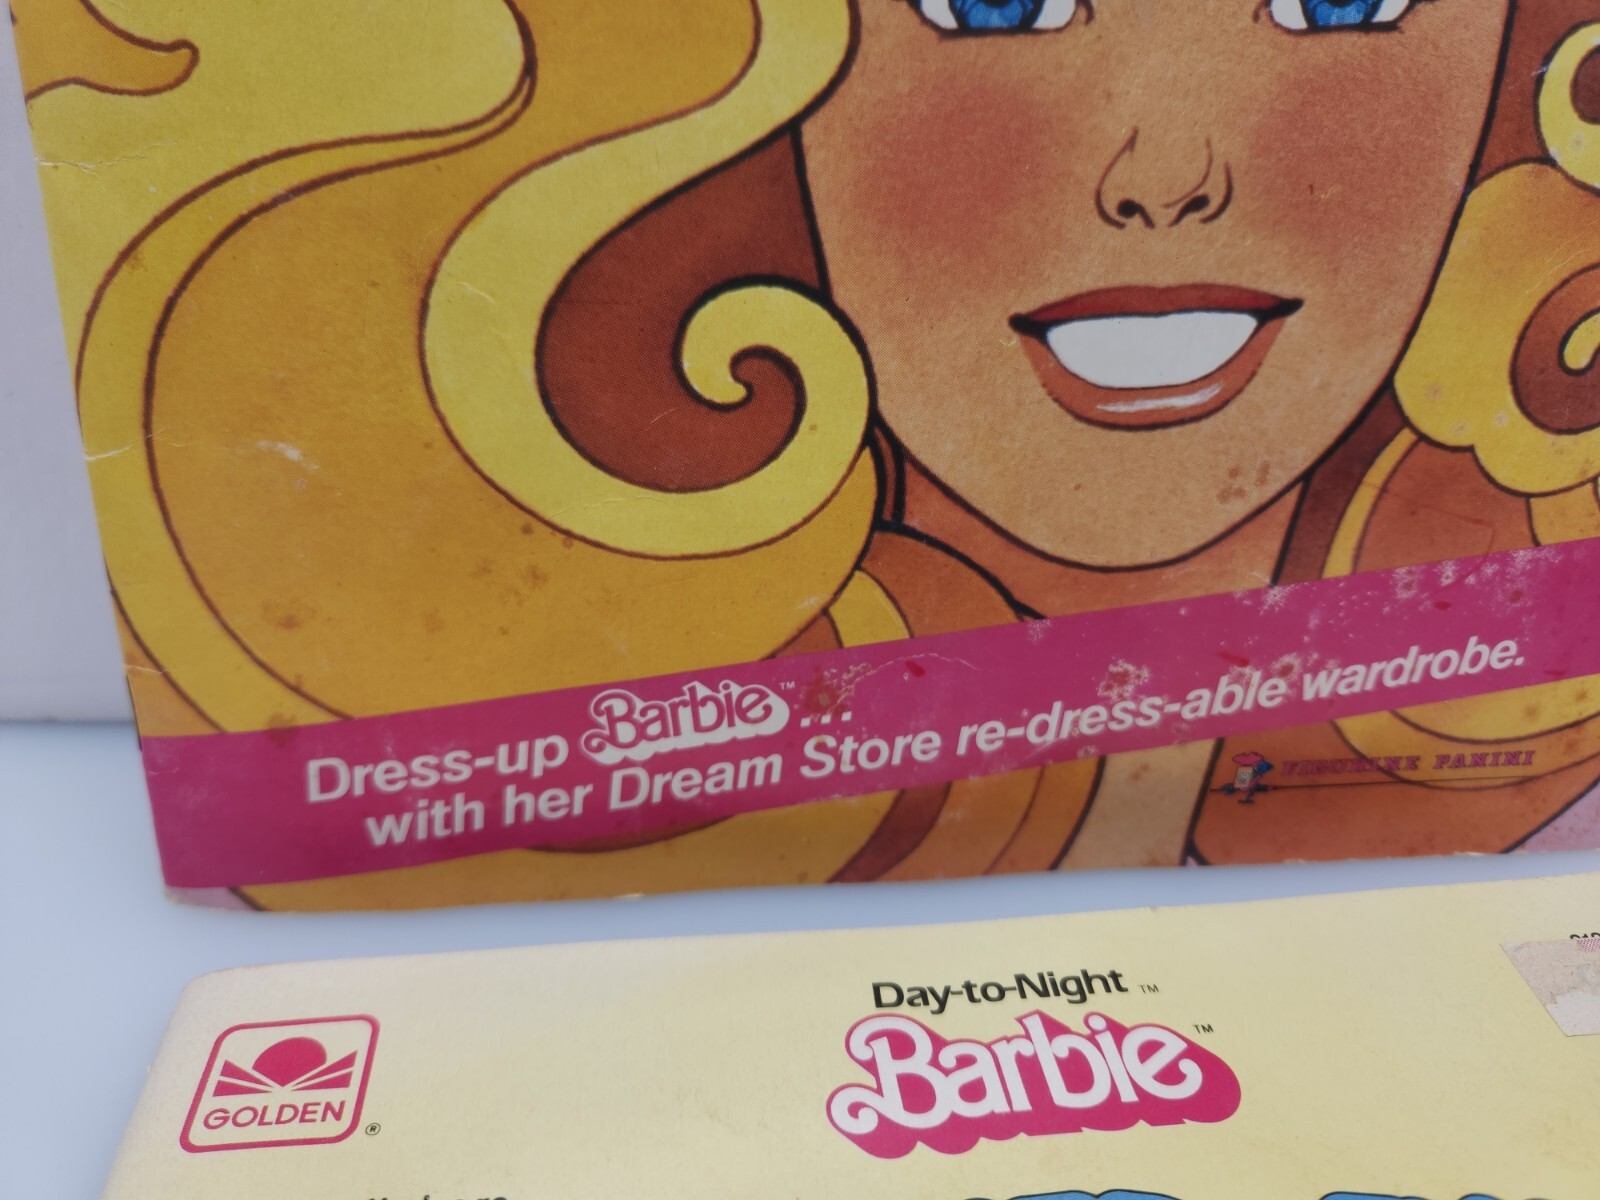 Dress-up Barbie™...
with her Dream Store re-dress-able wardrobe.
FIGURINE PANINI
Day-to-Night™
Barbie™
GOLDEN®